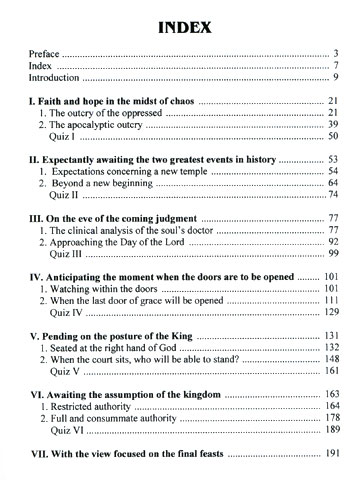 INDEX
Preface ........ 3
Index ........ 7
Introduction ........ 9
I. Faith and hope in the midst of chaos ........ 21
1. The outcry of the oppressed ........ 21
2. The apocalyptic outcry ........ 39
Quiz I ........ 50
II. Expectantly awaiting the two greatest events in history ........ 53
1. Expectations concerning a new temple ........ 54
2. Beyond a new beginning ........ 64
Quiz II ........ 74
III. On the eve of the coming judgment ........ 77
1. The clinical analysis of the soul's doctor ........ 77
2. Approaching the Day of the Lord ........ 92
Quiz III ........ 99
IV. Anticipating the moment when the doors are to be opened ........ 101
1. Watching within the doors ........ 101
2. When the last door of grace will be opened ........ 111
Quiz IV ........ 129
V. Pending on the posture of the King ........ 131
1. Seated at the right hand of God ........ 132
2. When the court sits, who will be able to stand? ........ 148
Quiz V ........ 161
VI. Awaiting the assumption of the kingdom ........ 163
1. Restricted authority ........ 164
2. Full and consummate authority ........ 178
Quiz VI ........ 189
VII. With the view focused on the final feasts ........ 191